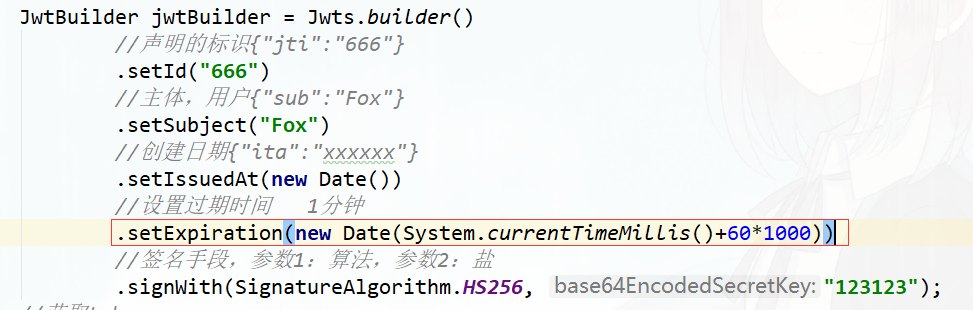 JwtBuilder jwtBuilder = Jwts.builder()
//声明的标识{"jti":"666"}
.setId("666")
//主体，用户{"sub":"Fox"}
.setSubject("Fox")
//创建日期{"ita":"xxxxxx"}
.setIssuedAt(new Date())
//设置过期时间   1分钟
.setExpiration(new Date(System.currentTimeMillis()+60*1000))
//签名手段，参数1：算法，参数2：盐
.signWith(SignatureAlgorithm.HS256, base64EncodedSecretKey: "123123");